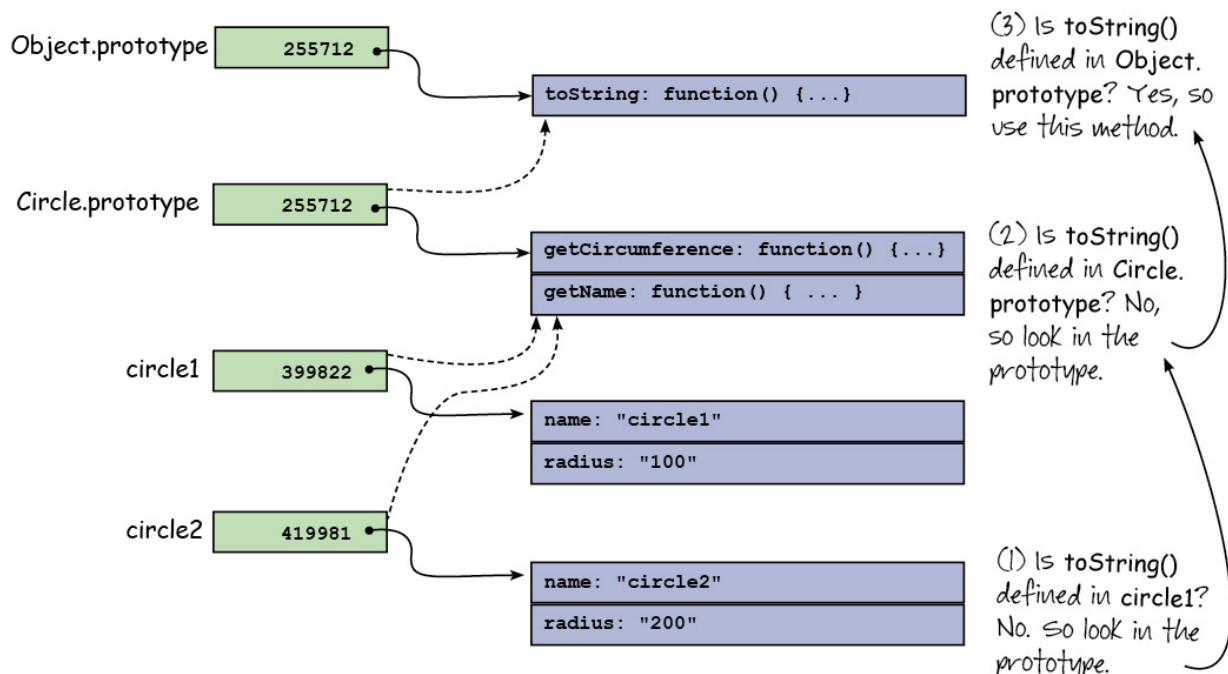 Object.prototype
255712
toString: function() {...}
(3) Is toString()
defined in Object.
prototype? Yes, so
use this method.
Circle.prototype
255712
getCircumference: function() {...}
getName: function() { ... }
(2) Is toString()
defined in Circle.
prototype? No,
so look in the
prototype.
circle1
399822
name: "circle1"
radius: "100"
circle2
419981
name: "circle2"
radius: "200"
(1) Is toString()
defined in circle1?
No. So look in the
prototype.